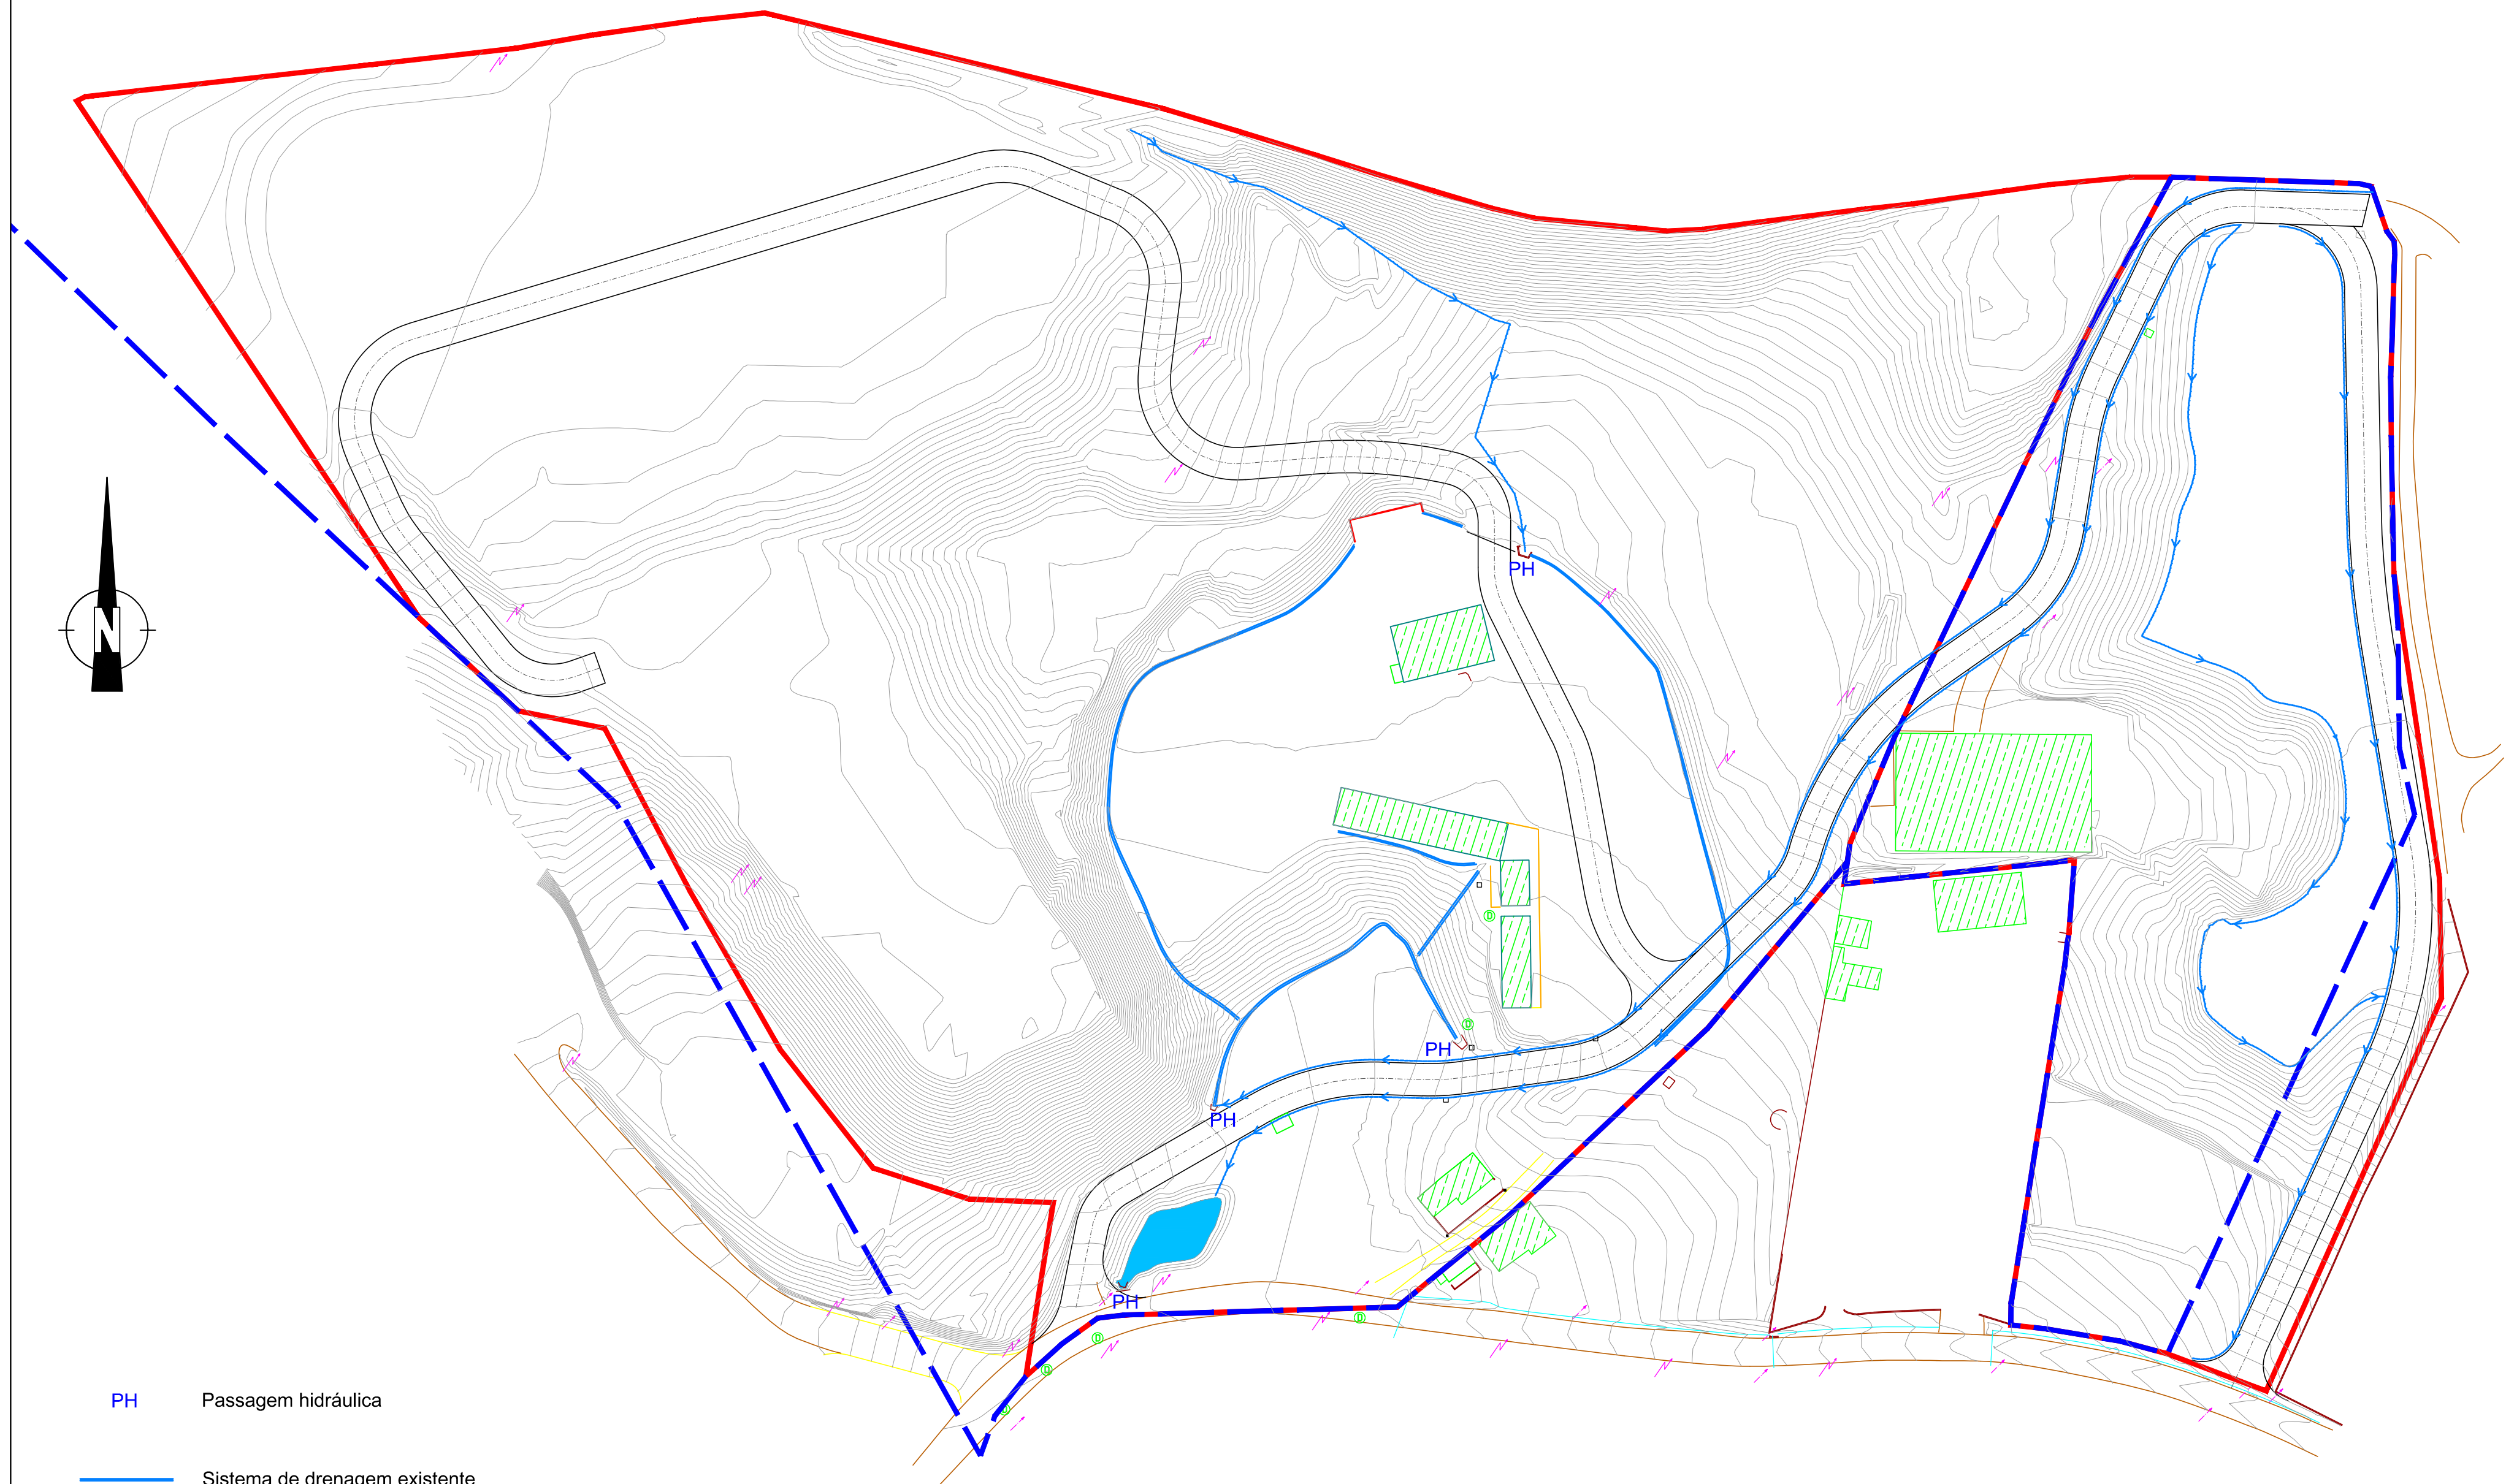 PH
N
PH
PH
PH
PH Passagem hidráulica
Sistema de drenagem existente